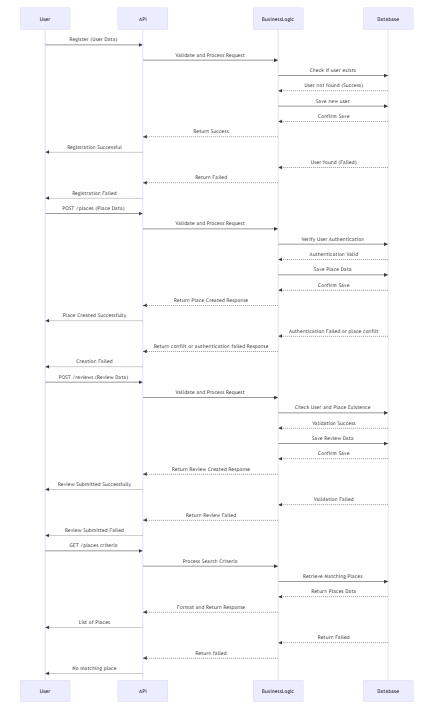 User API BusinessLogic Database
Register (User Data)
Validate and Process Request
Check if user exists
User not found (Success)
Save new user
Confirm Save
Return Success
Registration Successful
User found (Failed)
Return Failed
Registration Failed
POST /places (Place Data)
Validate and Process Request
Verify User Authentication
Authentication Valid
Save Place Data
Confirm Save
Return Place Created Response
Place Created Successfully
Authentication Failed or place conflit
Return conflit or authentication failed Response
Creation Failed
POST /reviews (Review Data)
Validate and Process Request
Check User and Place Existence
Validation Success
Save Review Data
Confirm Save
Return Review Created Response
Review Submitted Successfully
Validation Failed
Return Review Failed
Review Submitted Failed
GET /places criteria
Process Search Criteria
Retrieve Matching Places
Return Places Data
Format and Return Response
List of Places
Return Failed
Return failed
No matching place
User API BusinessLogic Database